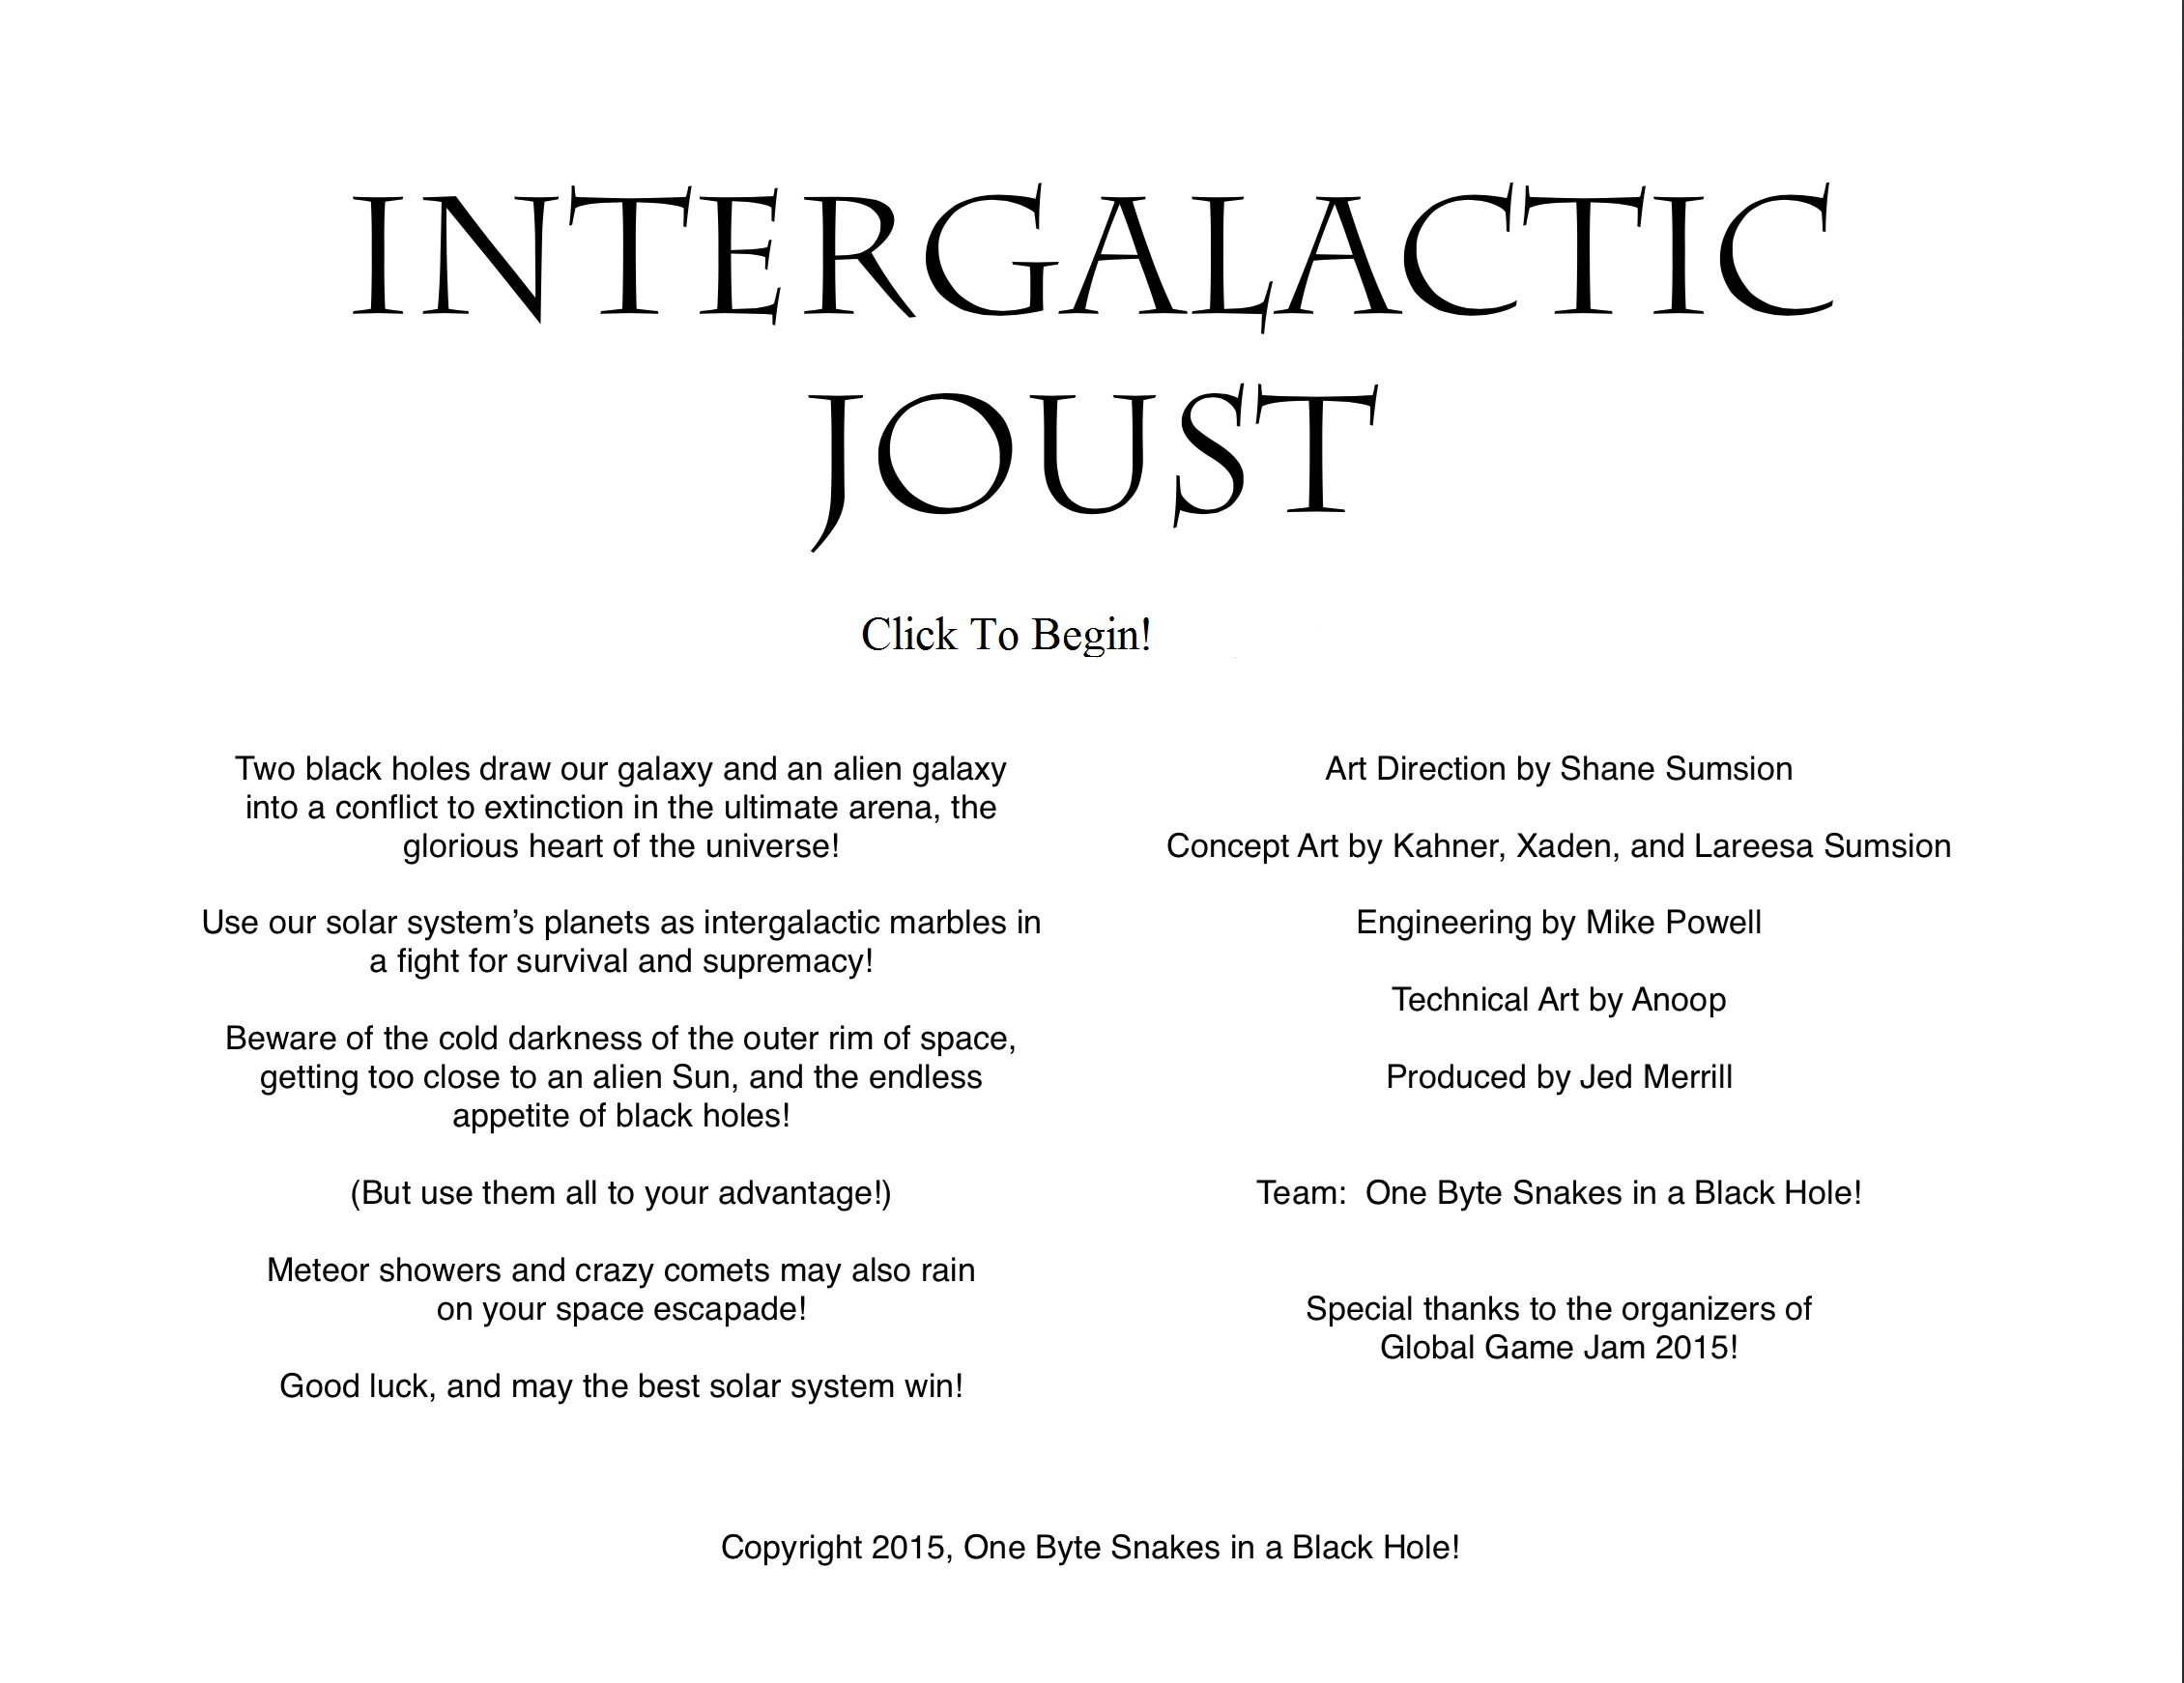 INTERGALACTIC
JOUST
Click To Begin!
Two black holes draw our galaxy and an alien galaxy
into a conflict to extinction in the ultimate arena, the
glorious heart of the universe!
Use our solar system’s planets as intergalactic marbles in
a fight for survival and supremacy!
Beware of the cold darkness of the outer rim of space,
getting too close to an alien Sun, and the endless
appetite of black holes!
(But use them all to your advantage!)
Meteor showers and crazy comets may also rain
on your space escapade!
Good luck, and may the best solar system win!
Art Direction by Shane Sumsion
Concept Art by Kahner, Xaden, and Lareesa Sumsion
Engineering by Mike Powell
Technical Art by Anoop
Produced by Jed Merrill
Team:  One Byte Snakes in a Black Hole!
Special thanks to the organizers of
Global Game Jam 2015!
Copyright 2015, One Byte Snakes in a Black Hole!